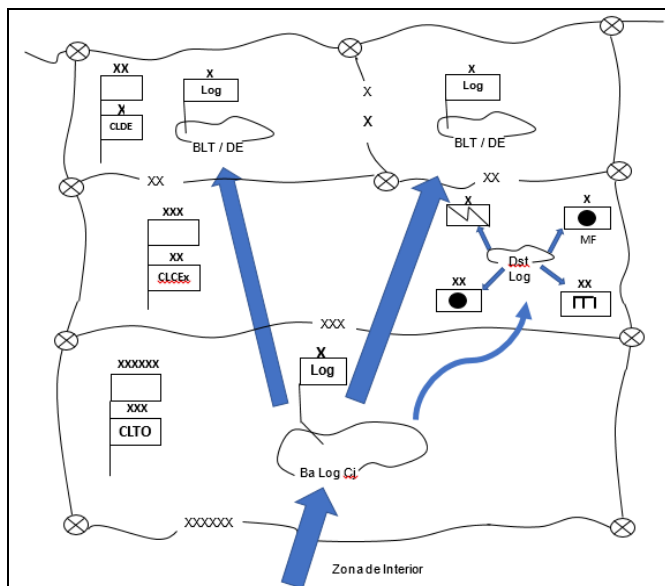 XX
X
CLDE
X
Log
BLT / DE
X
X
X
Log
BLT / DE
XX
XX
XXX
XX
CLCEx
X
X
MF
Dst
Log
XX
XX
XXX
XXXXXX
XXX
CLTO
X
Log
Ba Log Cj
XXXXXX
Zona de Interior